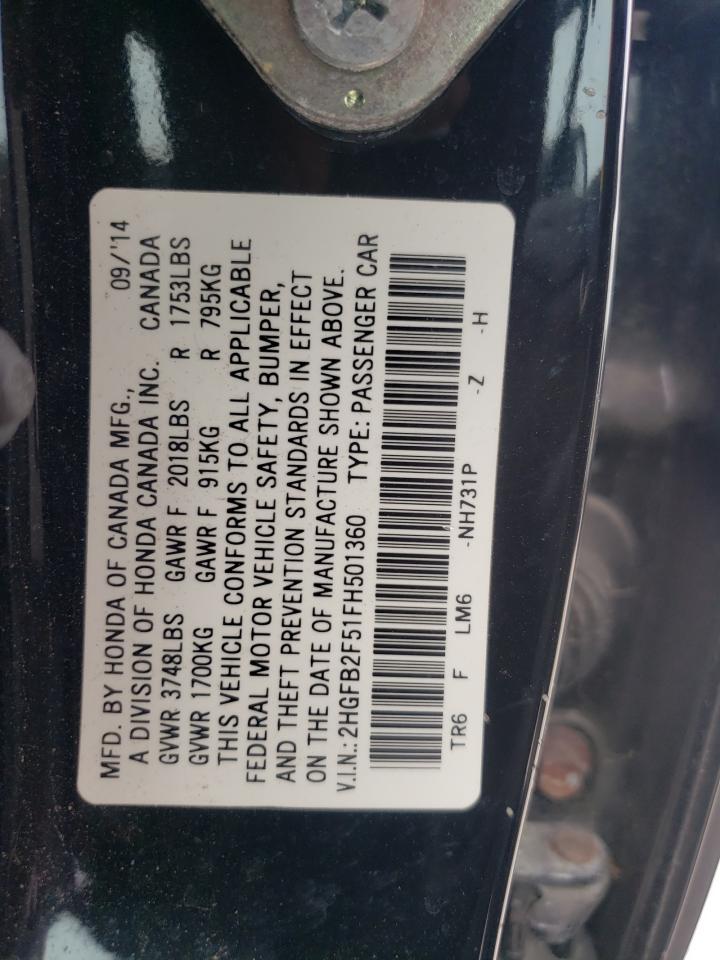 MFD. BY HONDA OF CANADA MFG., 09/'14
A DIVISION OF HONDA CANADA INC. CANADA
GVWR 3748LBS GAWR F 2018LBS R 1753LBS
GVWR 1700KG GAWR F 915KG R 795KG
THIS VEHICLE CONFORMS TO ALL APPLICABLE
FEDERAL MOTOR VEHICLE SAFETY, BUMPER,
AND THEFT PREVENTION STANDARDS IN EFFECT
ON THE DATE OF MANUFACTURE SHOWN ABOVE.
V.I.N.: 2HGFB2F51FH501360 TYPE: PASSENGER CAR
TR6 F LM6 -NH731P -Z -H